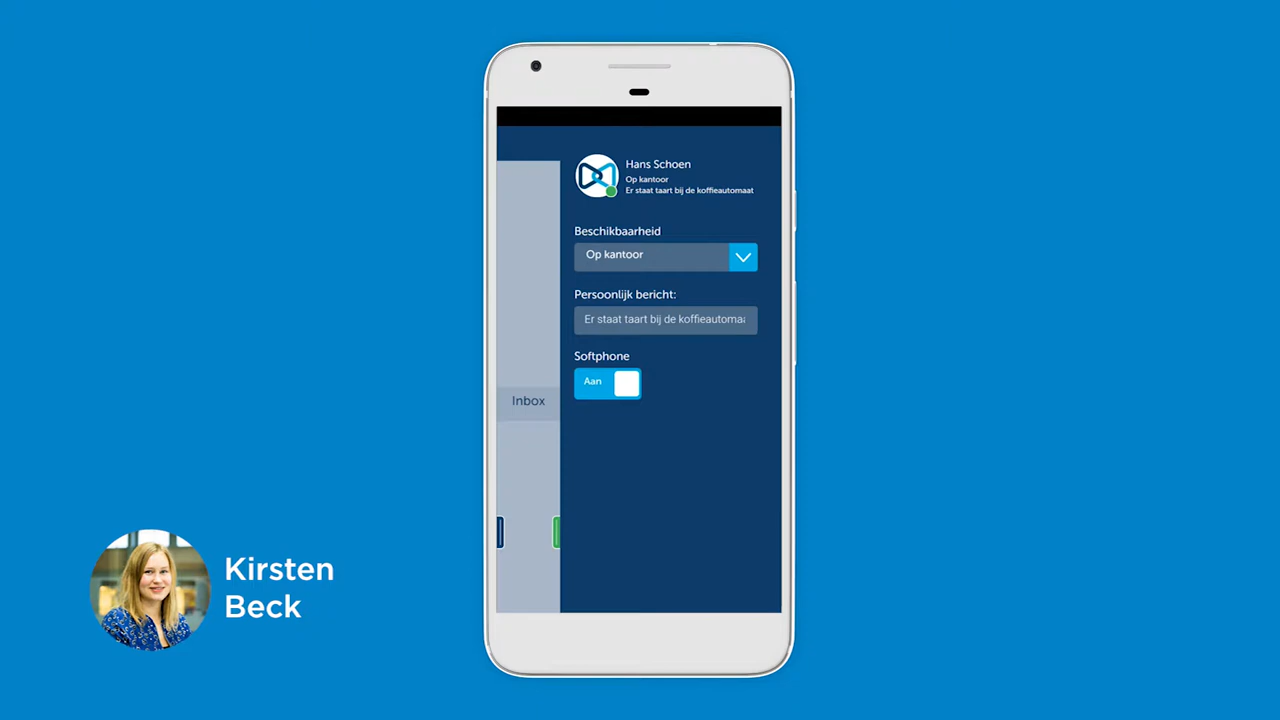 Hans Schoen
Op kantoor
Er staat taart bij de koffieautomaat
Beschikbaarheid
Op kantoor
Persoonlijk bericht:
Er staat taart bij de koffieautomaa
Softphone
Aan
Inbox
Kirsten
Beck